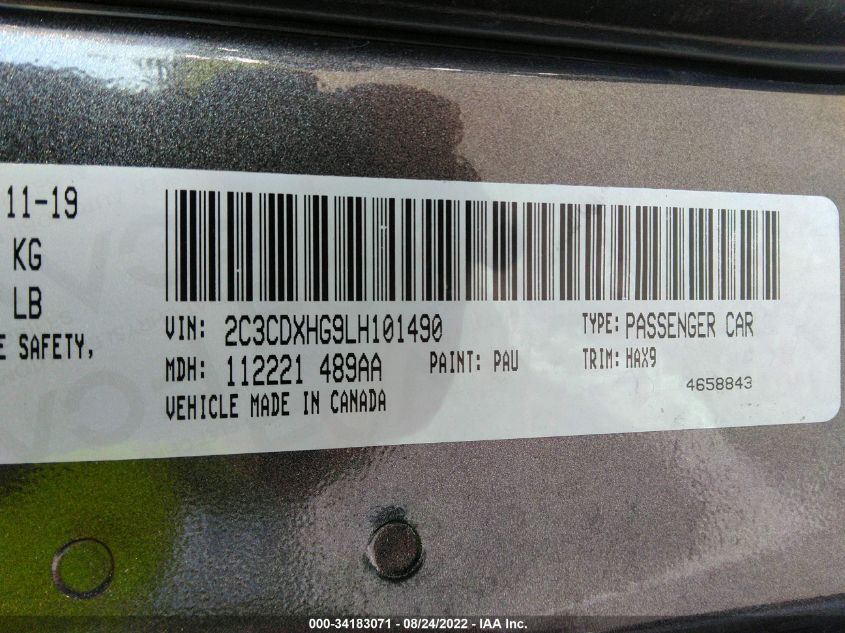 11-19
KG
LB
E SAFETY,
VIN: 2C3CDXHG9LH101490
TYPE: PASSENGER CAR
MDH: 112221 489AA
PAINT: PAU
TRIM: HAX9
VEHICLE MADE IN CANADA
4658843
000-34183071 - 08/24/2022 - IAA Inc.